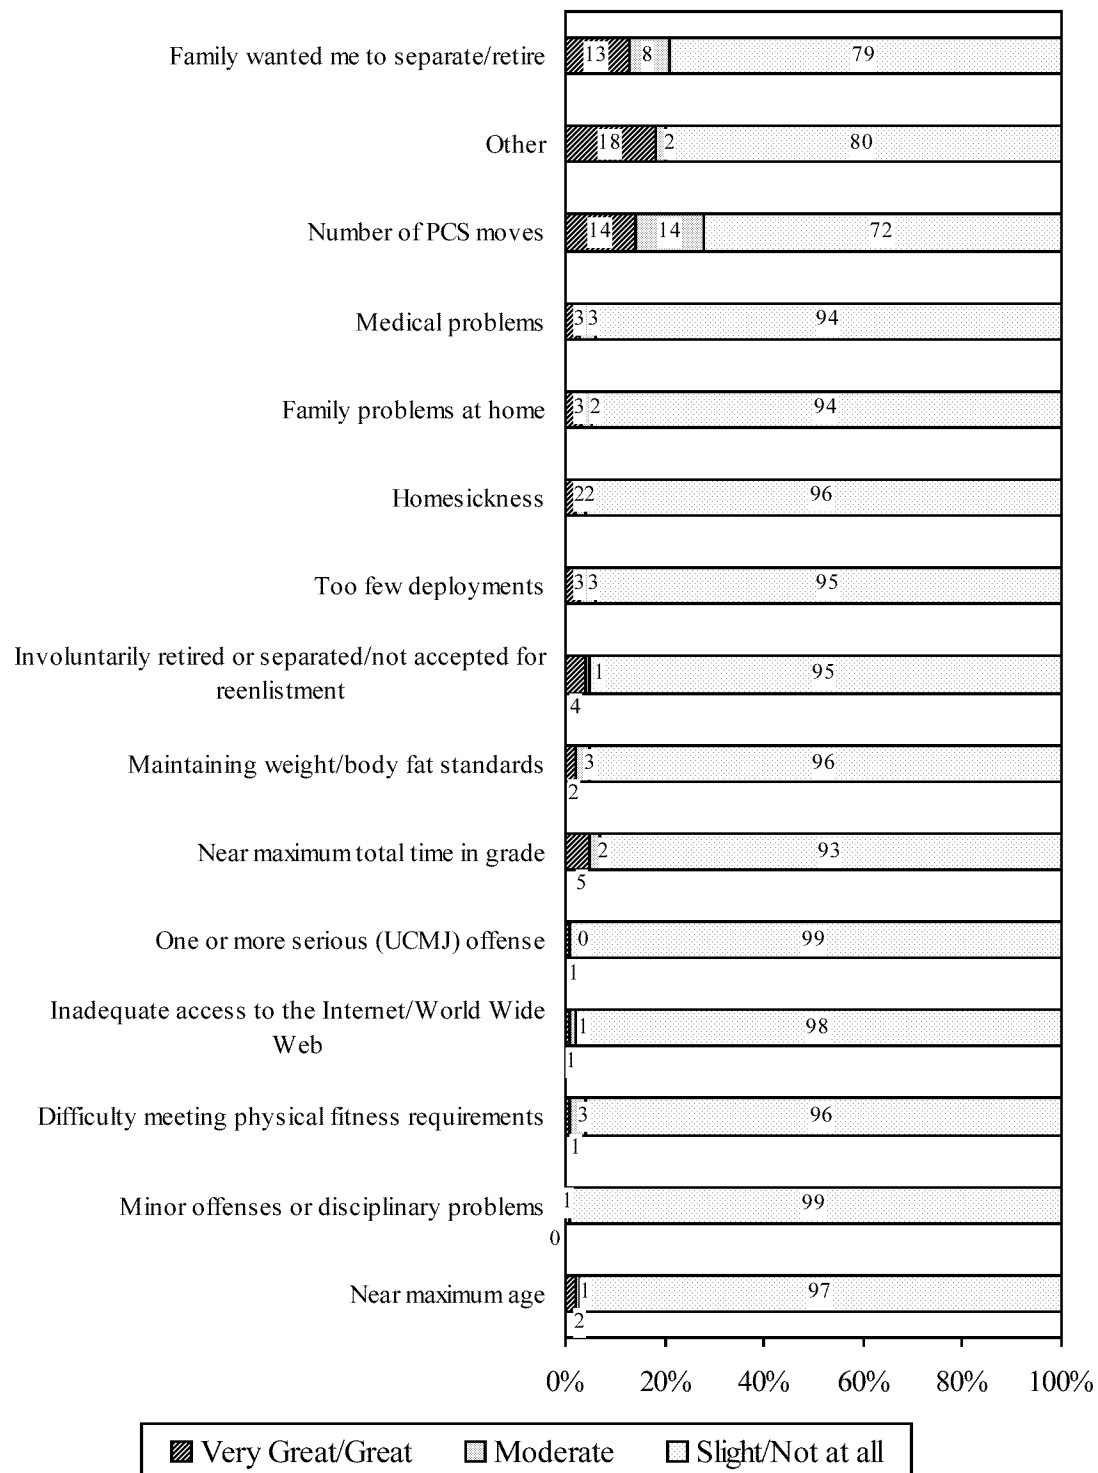 Family wanted me to separate/retire 13 8 79
Other 18 2 80
Number of PCS moves 14 14 72
Medical problems 3 3 94
Family problems at home 3 2 94
Homesickness 2 2 96
Too few deployments 3 3 95
Involuntarily retired or separated/not accepted for
reenlistment 1 95
4
Maintaining weight/body fat standards 3 96
2
Near maximum total time in grade 2 93
5
One or more serious (UCMJ) offense 0 99
1
Inadequate access to the Internet/World Wide
Web 1 98
1
Difficulty meeting physical fitness requirements 3 96
1
Minor offenses or disciplinary problems 1 99
0
Near maximum age 1 97
2
0% 20% 40% 60% 80% 100%
Very Great/Great Moderate Slight/Not at all